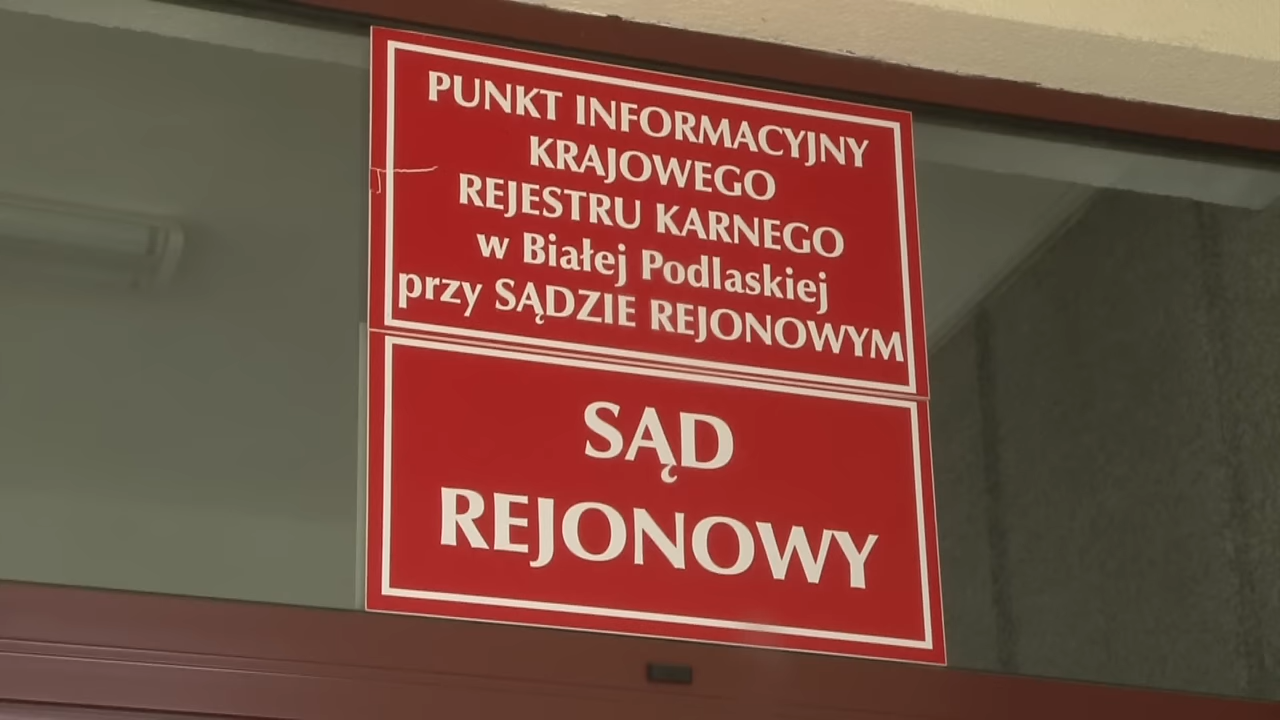 PUNKT INFORMACYJNY
KRAJOWEGO
REJESTRU KARNEGO
w Białej Podlaskiej
przy SĄDZIE REJONOWYM
SĄD
REJONOWY